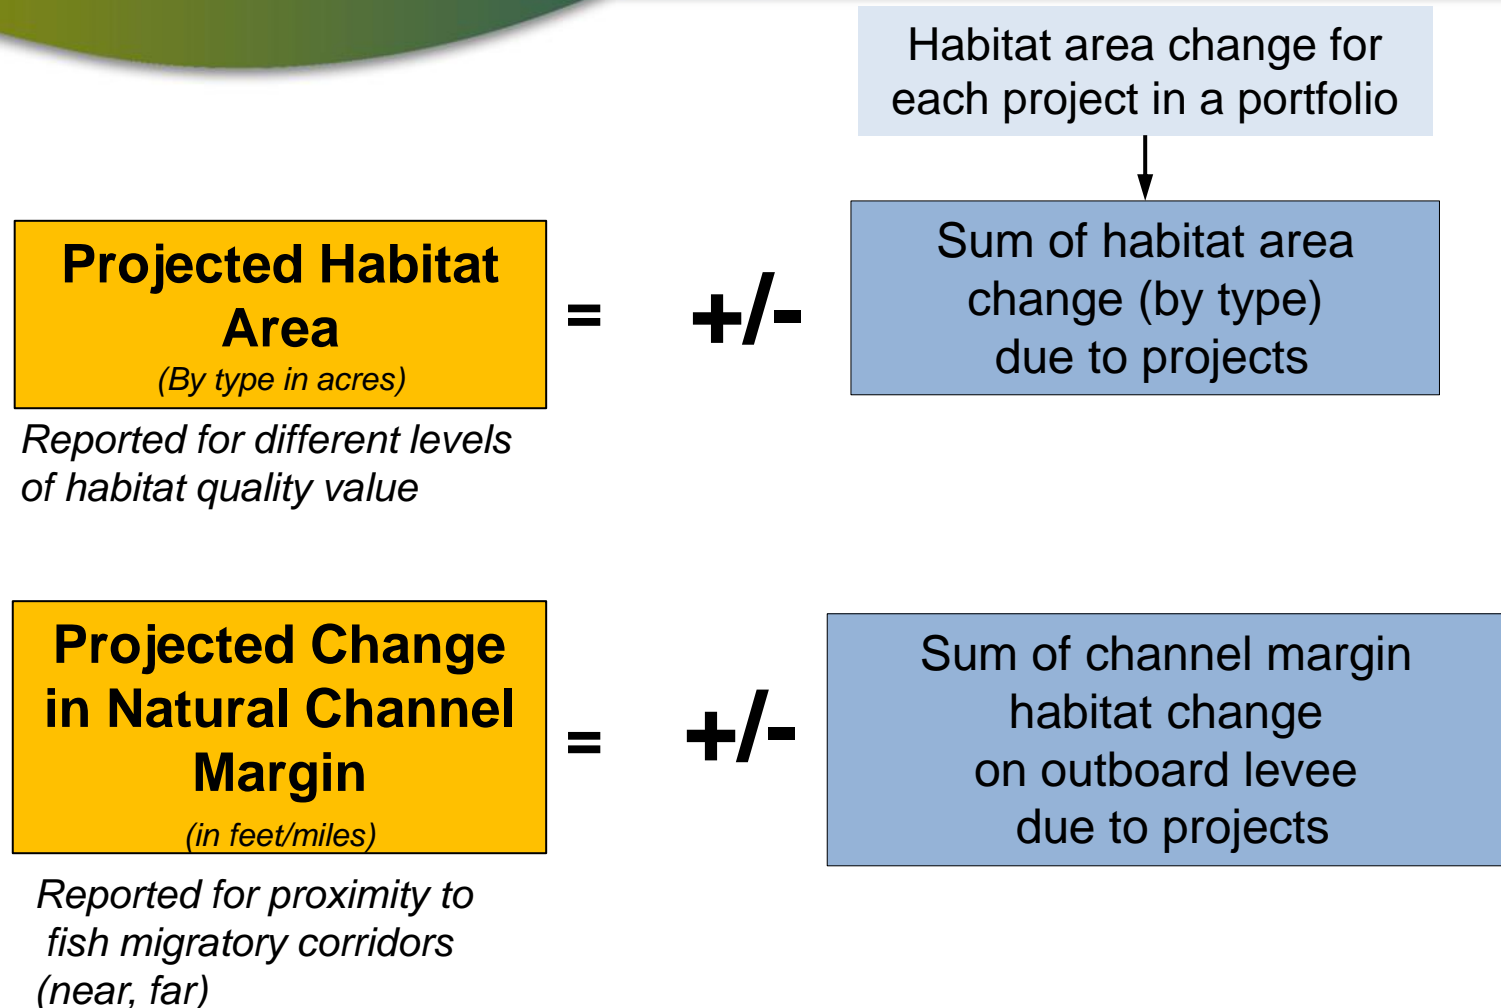 Habitat area change for
each project in a portfolio
Projected Habitat
Area
(By type in acres)
=
+/-
Sum of habitat area
change (by type)
due to projects
Reported for different levels
of habitat quality value
Projected Change
in Natural Channel
Margin
(in feet/miles)
=
+/-
Sum of channel margin
habitat change
on outboard levee
due to projects
Reported for proximity to
fish migratory corridors
(near, far)